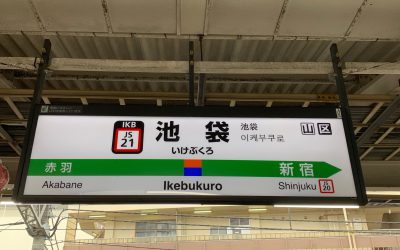 IKB
JS
21
池袋
いけぶくろ
Ikebukuro
池袋
이케부쿠로
山 区
赤羽
Akabane
新宿
Shinjuku
JS
20